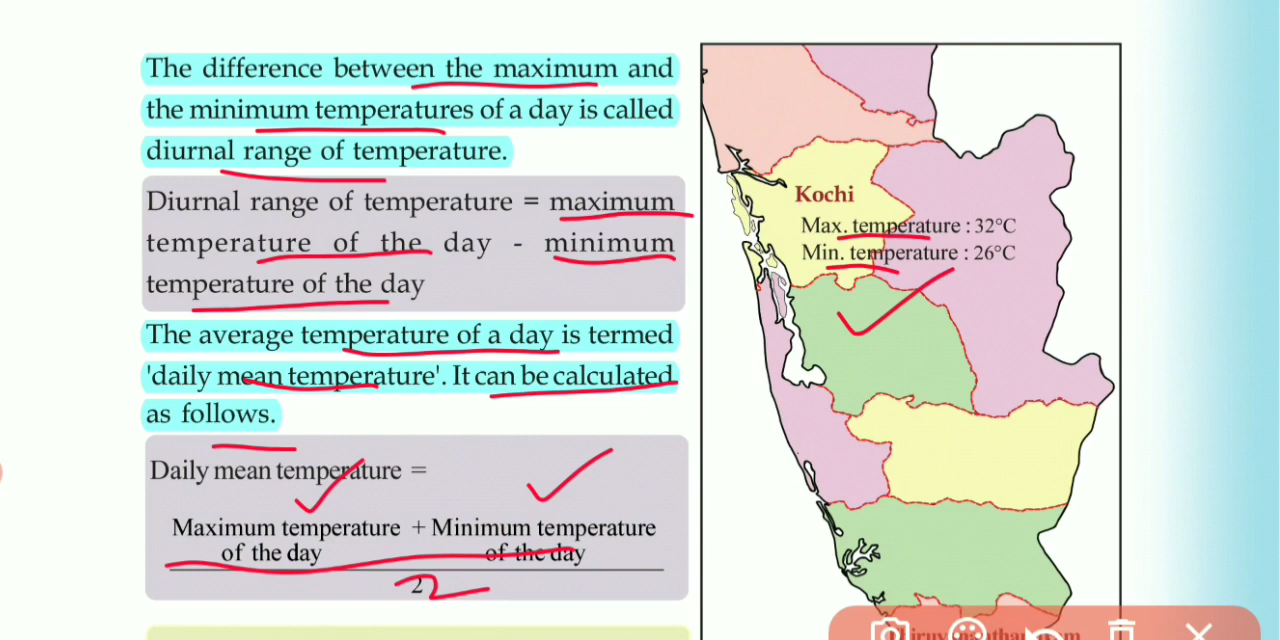 The difference between the maximum and
the minimum temperatures of a day is called
diurnal range of temperature.
Diurnal range of temperature = maximum
temperature of the day - minimum
temperature of the day
The average temperature of a day is termed
'daily mean temperature'. It can be calculated
as follows.
Daily mean temperature =
Maximum temperature + Minimum temperature
of the day of the day
2
Kochi
Max. temperature : 32°C
Min. temperature : 26°C